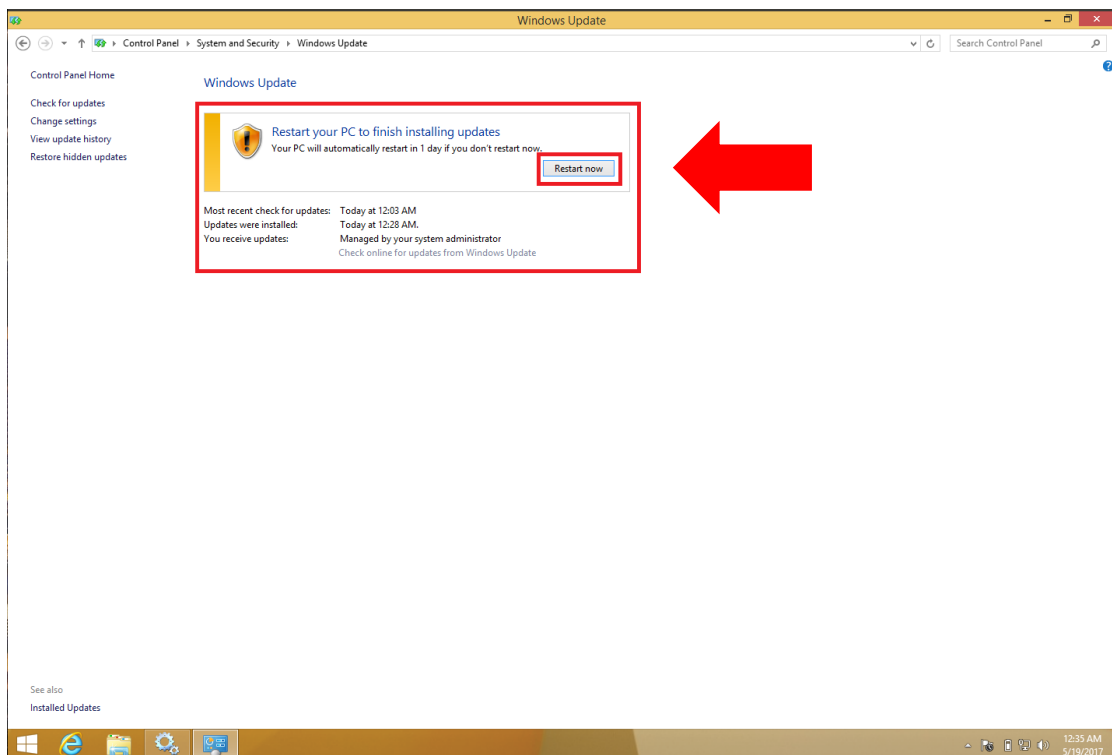 Windows Update
Control Panel System and Security Windows Update
Search Control Panel
Control Panel Home
Check for updates
Change settings
View update history
Restore hidden updates
Windows Update
Restart your PC to finish installing updates
Your PC will automatically restart in 1 day if you don't restart now.
Restart now
Most recent check for updates: Today at 12:03 AM
Updates were installed: Today at 12:28 AM.
You receive updates: Managed by your system administrator
Check online for updates from Windows Update
See also
Installed Updates
12:35 AM
5/19/2017